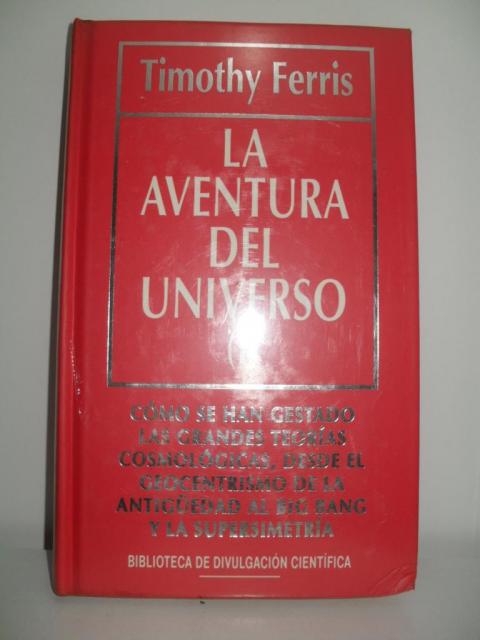 Timothy Ferris
LA
AVENTURA
DEL
UNIVERSO
CÓMO SE HAN GESTADO
LAS GRANDES TEORÍAS
COSMOLÓGICAS, DESDE EL
GEOCENTRISMO DE LA
ANTIGÜEDAD AL BIG BANG
Y LA SUPERSIMETRÍA
BIBLIOTECA DE DIVULGACIÓN CIENTÍFICA